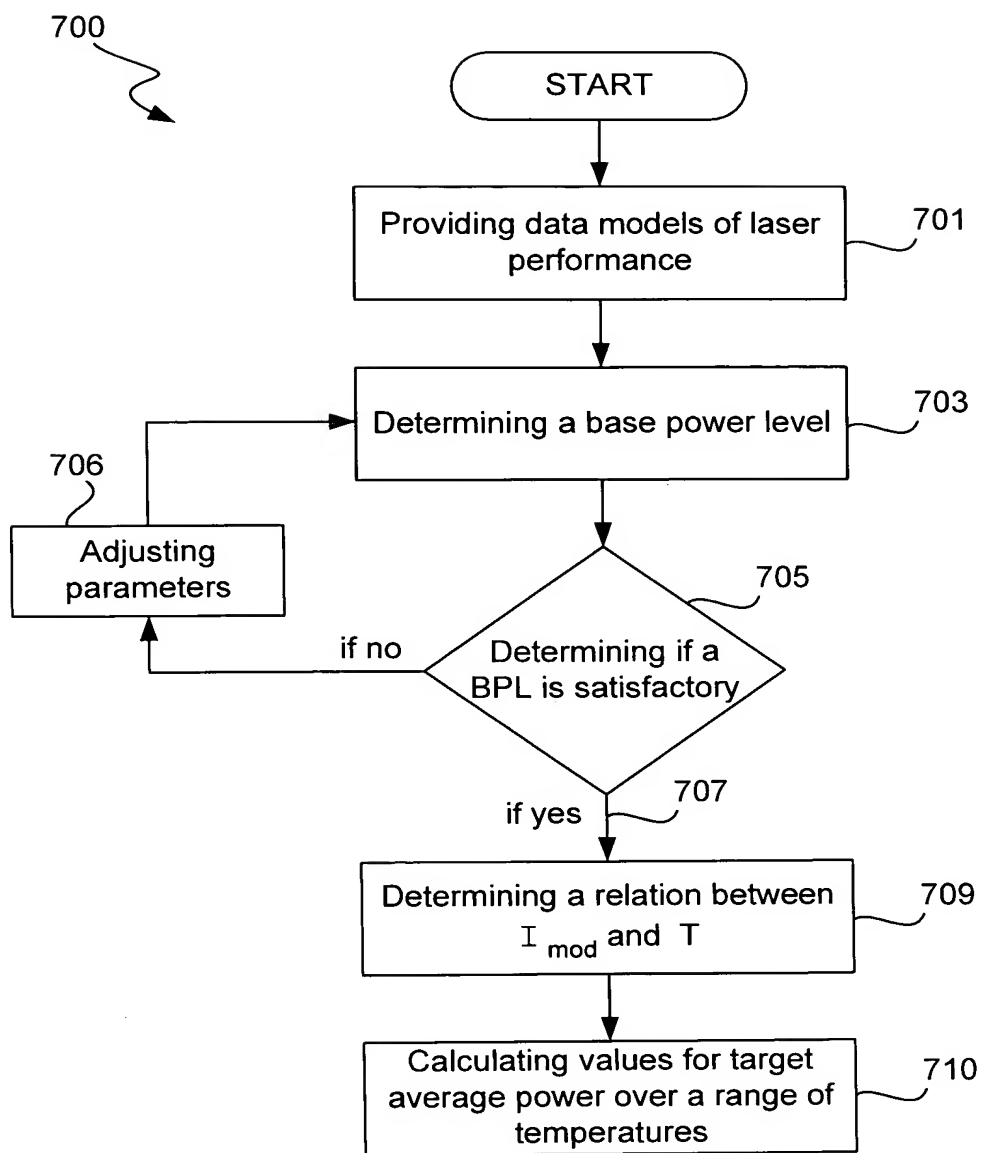 700
START
Providing data models of laser
performance
701
Determining a base power level
703
706
Adjusting
parameters
705
if no
Determining if a
BPL is satisfactory
if yes
707
Determining a relation between
I mod and T
709
Calculating values for target
average power over a range of
temperatures
710